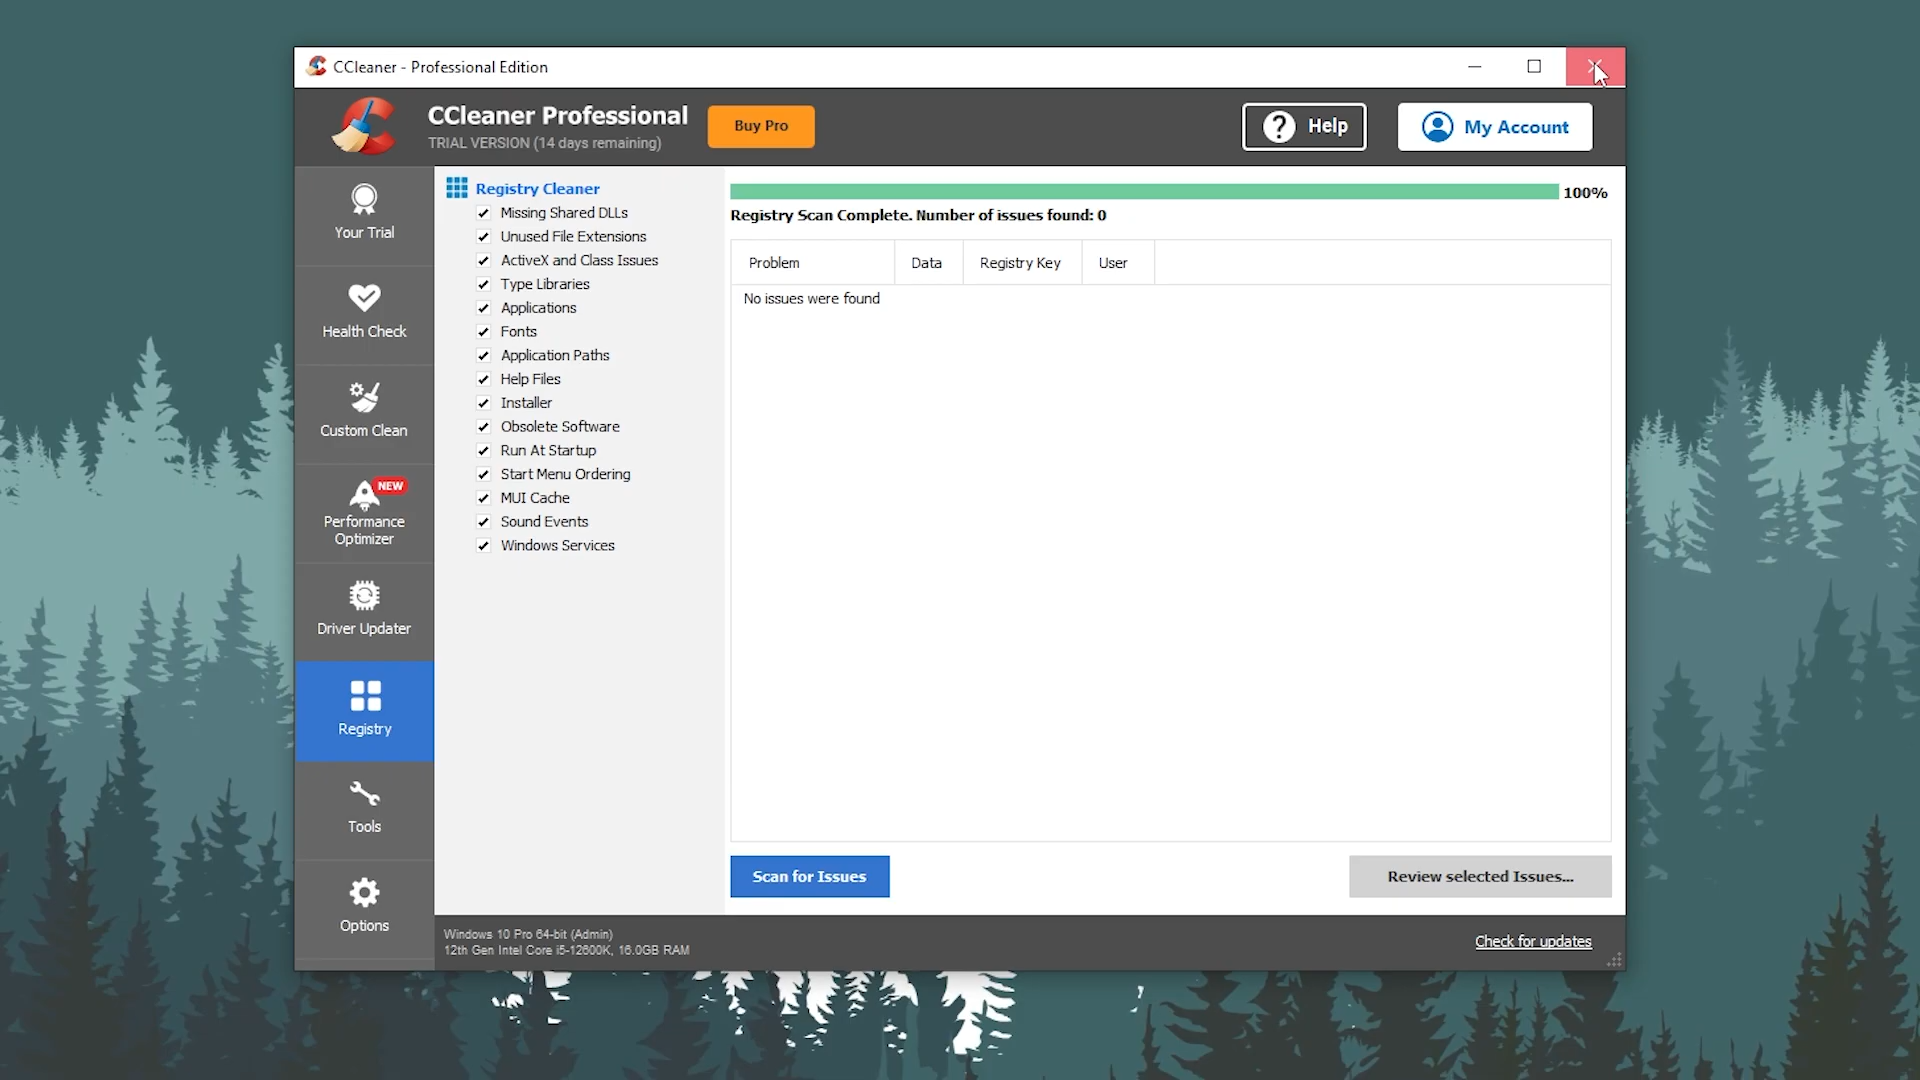 CCleaner - Professional Edition
CCleaner Professional
TRIAL VERSION (14 days remaining)
Buy Pro
? Help
My Account
Your Trial
Health Check
Custom Clean
NEW
Performance
Optimizer
Driver Updater
Registry
Tools
Options
Registry Cleaner
Missing Shared DLLs
Unused File Extensions
ActiveX and Class Issues
Type Libraries
Applications
Fonts
Application Paths
Help Files
Installer
Obsolete Software
Run At Startup
Start Menu Ordering
MUI Cache
Sound Events
Windows Services
100%
Registry Scan Complete. Number of issues found: 0
Problem Data Registry Key User
No issues were found
Scan for Issues
Review selected Issues...
Windows 10 Pro 64-bit (Admin)
12th Gen Intel Core i5-12600K, 16.0GB RAM
Check for updates